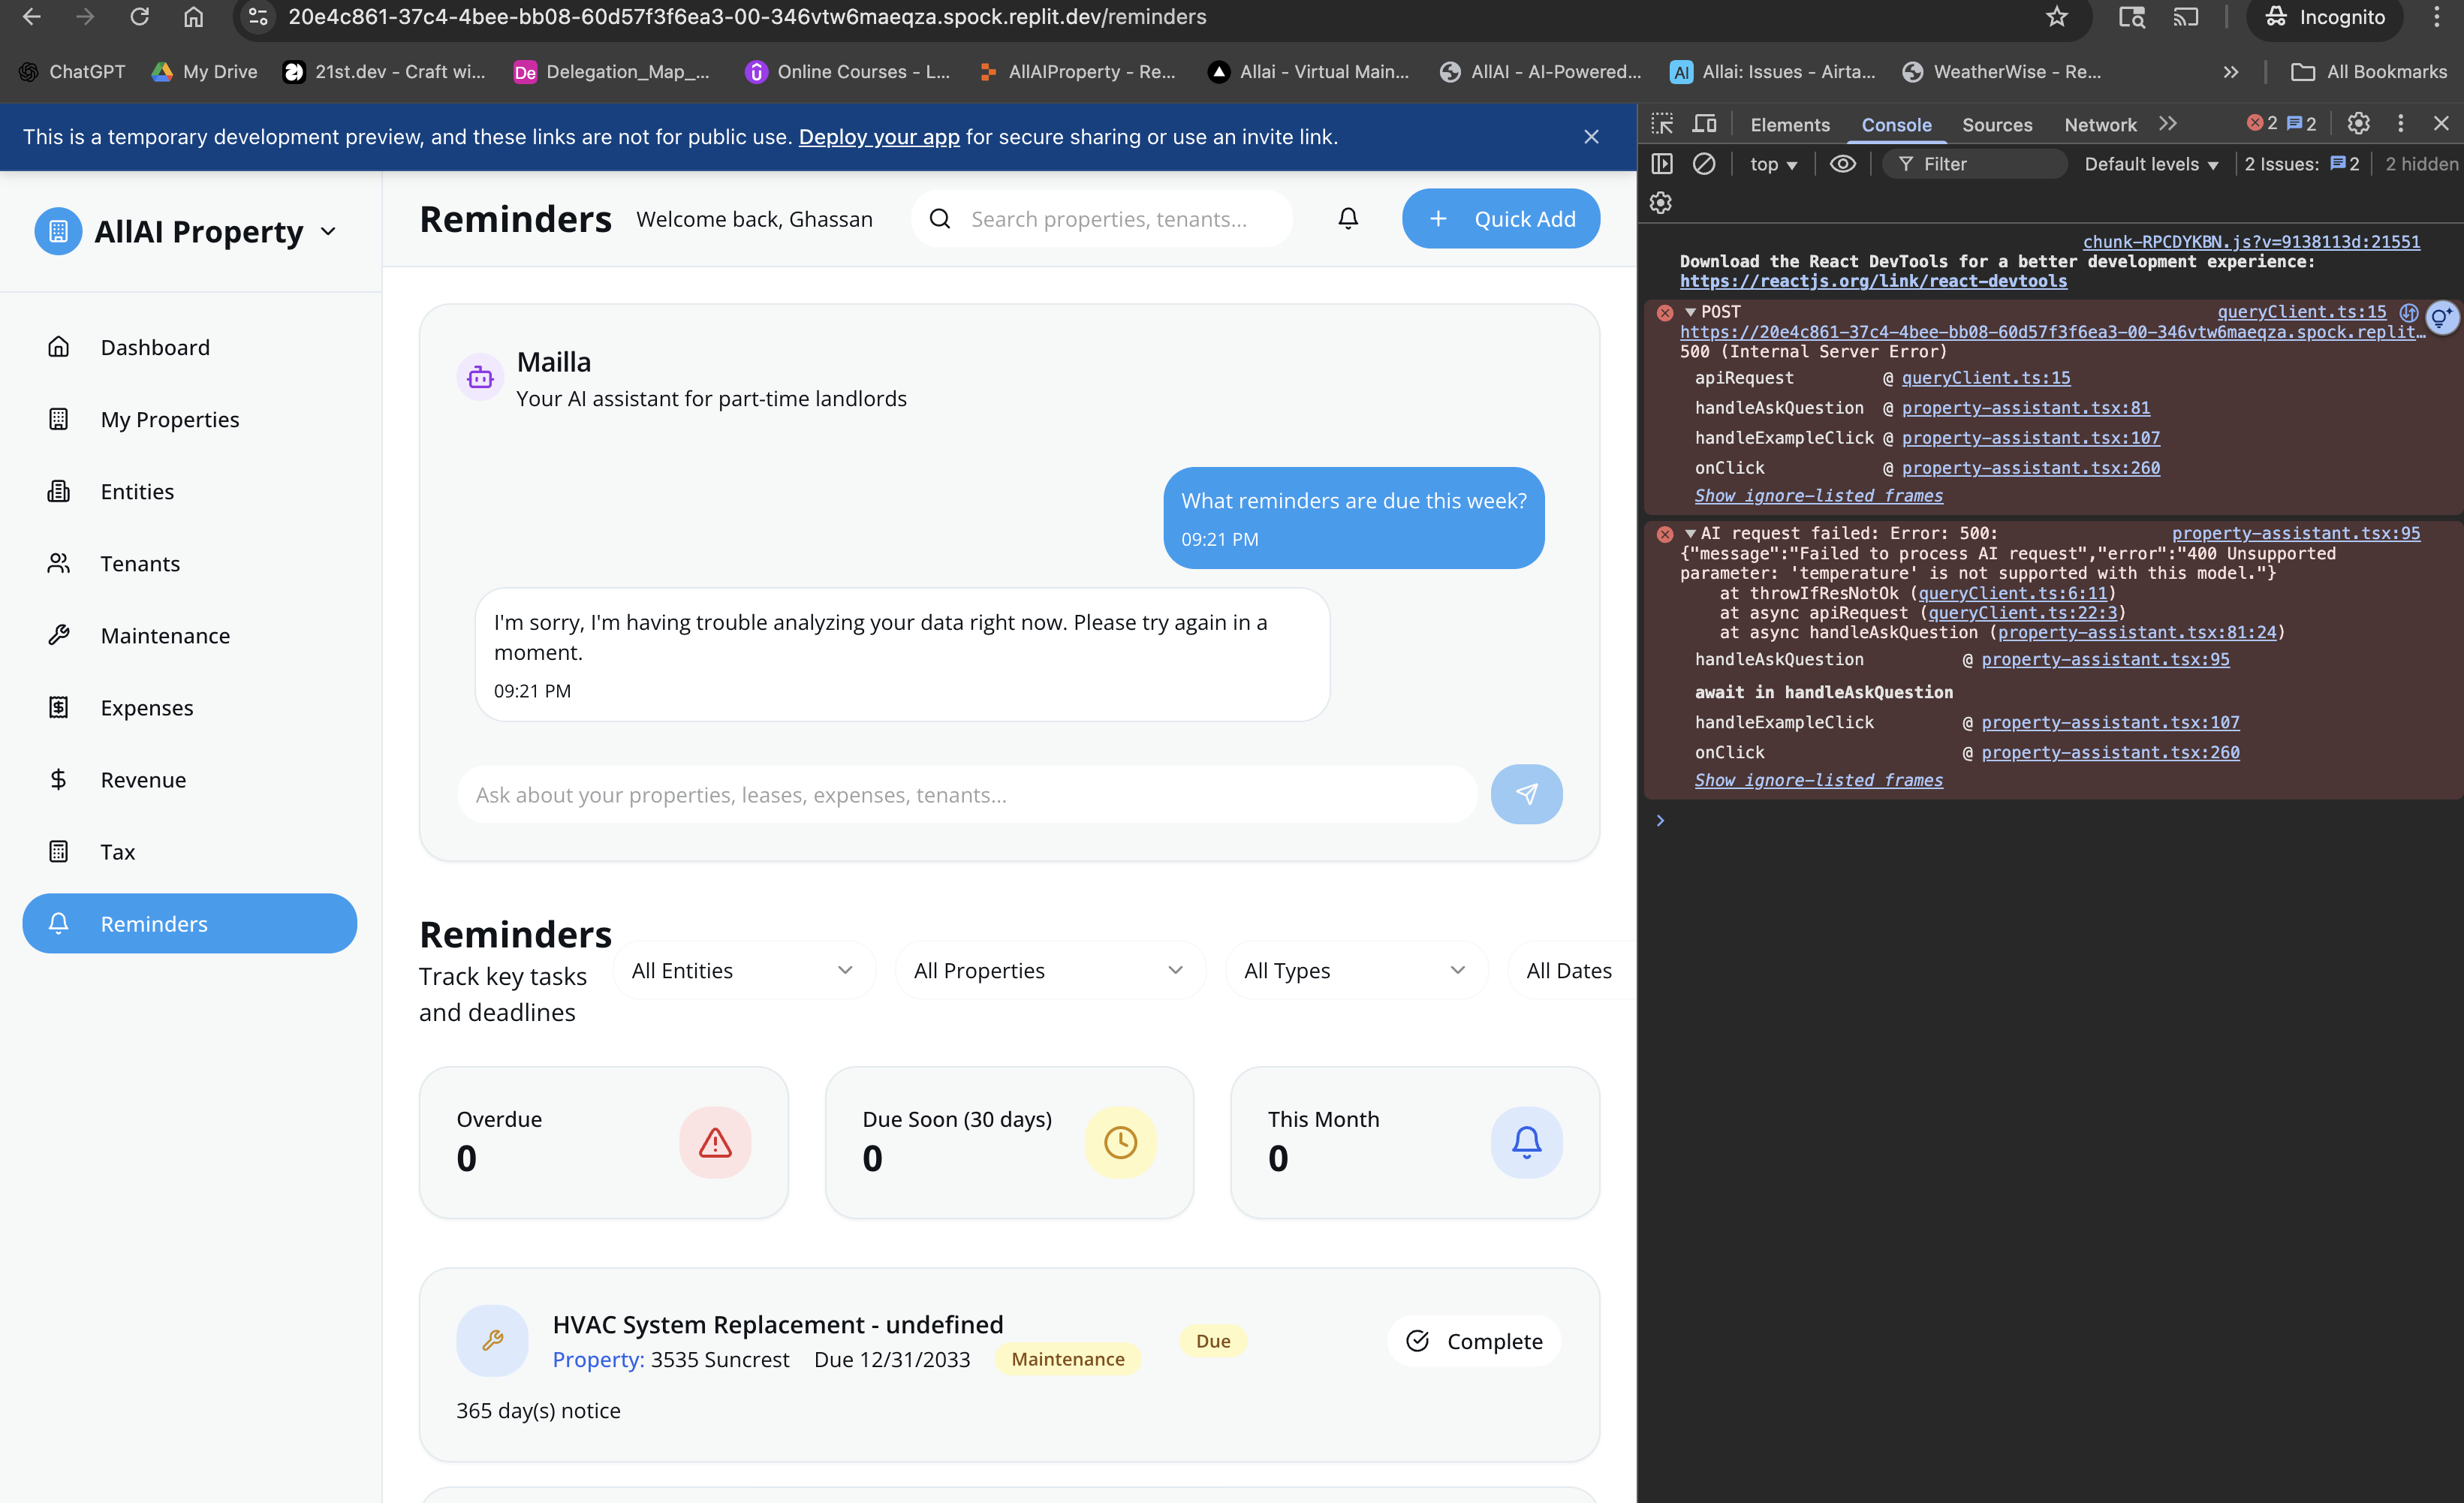 20e4c861-37c4-4bee-bb08-60d57f3f6ea3-00-346vtw6maeqza.spock.replit.dev/reminders
Incognito
ChatGPT
My Drive
21st.dev - Craft wi...
De
Delegation_Map_...
Online Courses - L...
AllAIProperty - Re...
Allai - Virtual Main...
AllAI - AI-Powered...
AI
Allai: Issues - Airta...
WeatherWise - Re...
All Bookmarks
This is a temporary development preview, and these links are not for public use. Deploy your app for secure sharing or use an invite link.
AllAI Property
Dashboard
My Properties
Entities
Tenants
Maintenance
Expenses
Revenue
Tax
Reminders
Reminders
Welcome back, Ghassan
Search properties, tenants...
Quick Add
Mailla
Your AI assistant for part-time landlords
What reminders are due this week?
09:21 PM
I'm sorry, I'm having trouble analyzing your data right now. Please try again in a
moment.
09:21 PM
Ask about your properties, leases, expenses, tenants...
Reminders
Track key tasks
and deadlines
All Entities
All Properties
All Types
All Dates
Overdue
0
Due Soon (30 days)
0
This Month
0
HVAC System Replacement - undefined
Property: 3535 Suncrest Due 12/31/2033 Maintenance
Due
Complete
365 day(s) notice
Elements
Console
Sources
Network
2
2
top
Filter
Default levels
2 Issues: 2
2 hidden
chunk-RPCDYKBN.js?v=9138113d:21551
Download the React DevTools for a better development experience:
https://reactjs.org/link/react-devtools
POST queryClient.ts:15
https://20e4c861-37c4-4bee-bb08-60d57f3f6ea3-00-346vtw6maeqza.spock.replit…
500 (Internal Server Error)
apiRequest @ queryClient.ts:15
handleAskQuestion @ property-assistant.tsx:81
handleExampleClick @ property-assistant.tsx:107
onClick @ property-assistant.tsx:260
Show ignore-listed frames
AI request failed: Error: 500: property-assistant.tsx:95
{"message":"Failed to process AI request","error":"400 Unsupported
parameter: 'temperature' is not supported with this model."}
at throwIfResNotOk (queryClient.ts:6:11)
at async apiRequest (queryClient.ts:22:3)
at async handleAskQuestion (property-assistant.tsx:81:24)
handleAskQuestion @ property-assistant.tsx:95
await in handleAskQuestion
handleExampleClick @ property-assistant.tsx:107
onClick @ property-assistant.tsx:260
Show ignore-listed frames